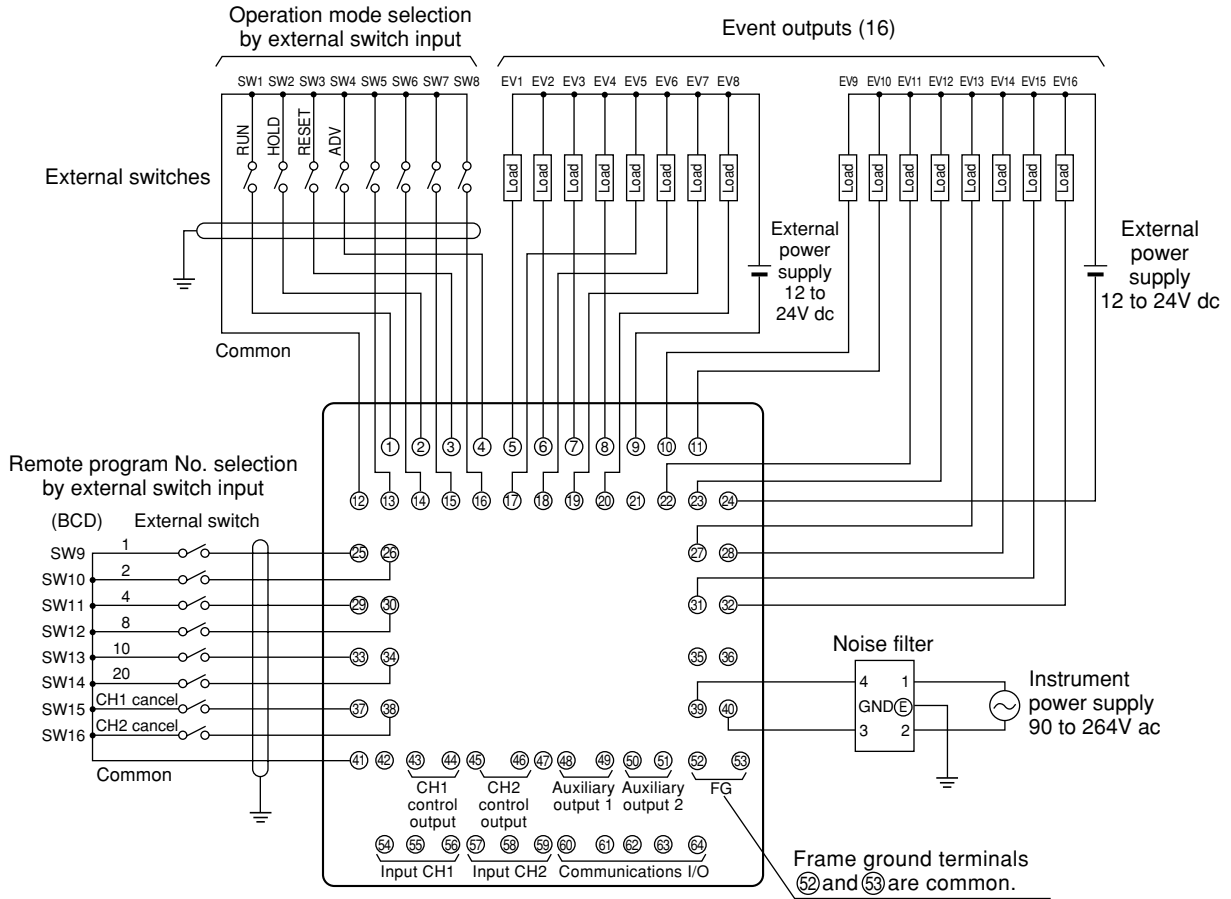 Operation mode selection
by external switch input
Event outputs (16)
SW1 SW2 SW3 SW4 SW5 SW6 SW7 SW8
EV1 EV2 EV3 EV4 EV5 EV6 EV7 EV8
EV9 EV10 EV11 EV12 EV13 EV14 EV15 EV16
RUN
HOLD
RESET
ADV
External switches
Load Load Load Load Load Load Load Load
Load Load Load Load Load Load Load Load
External
power
supply
12 to
24V dc
External
power
supply
12 to 24V dc
Common
1 2 3 4 5 6 7 8 9 10 11
12 13 14 15 16 17 18 19 20 21 22 23 24
Remote program No. selection
by external switch input
(BCD) External switch
SW9 1 25 26 27 28
SW10 2
SW11 4 29 30 31 32
SW12 8
SW13 10 33 34 35 36
SW14 20
SW15 CH1 cancel 37 38 39 40
SW16 CH2 cancel
Common
Noise filter
4 1
GND E
3 2
Instrument
power supply
90 to 264V ac
41 42 43 44 45 46 47 48 49 50 51 52 53
CH1
control
output
CH2
control
output
Auxiliary
output 1
Auxiliary
output 2
FG
54 55 56 57 58 59 60 61 62 63 64
Input CH1 Input CH2 Communications I/O
Frame ground terminals
52 and 53 are common.